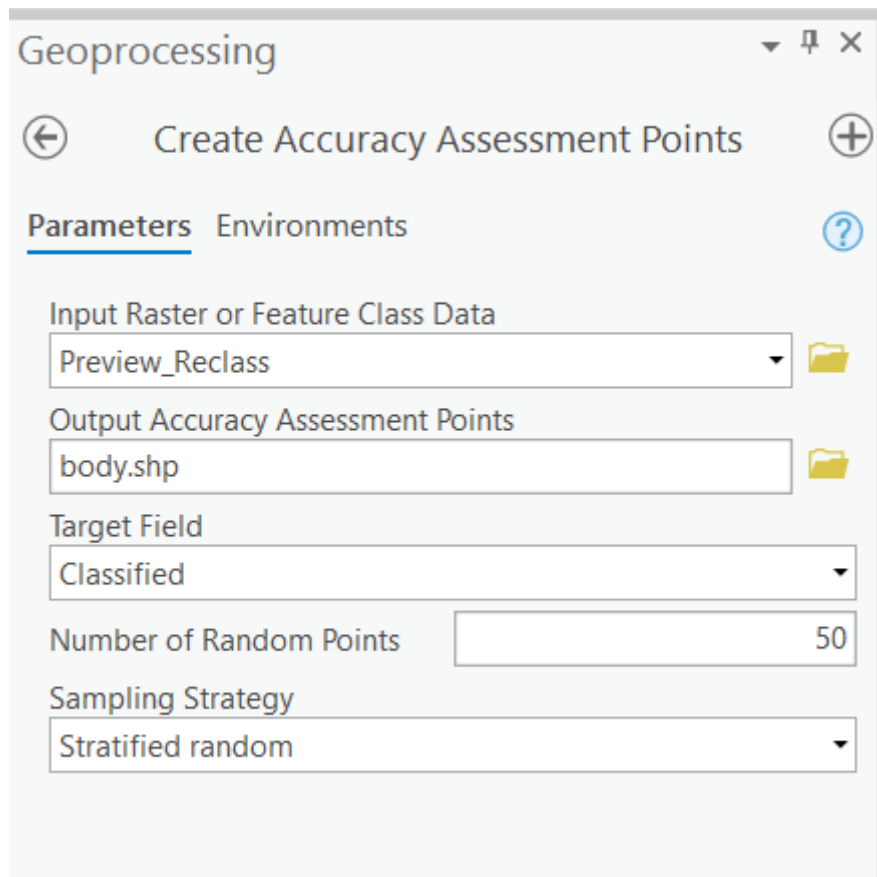 Geoprocessing
Create Accuracy Assessment Points
Parameters Environments
Input Raster or Feature Class Data
Preview_Reclass
Output Accuracy Assessment Points
body.shp
Target Field
Classified
Number of Random Points 50
Sampling Strategy
Stratified random